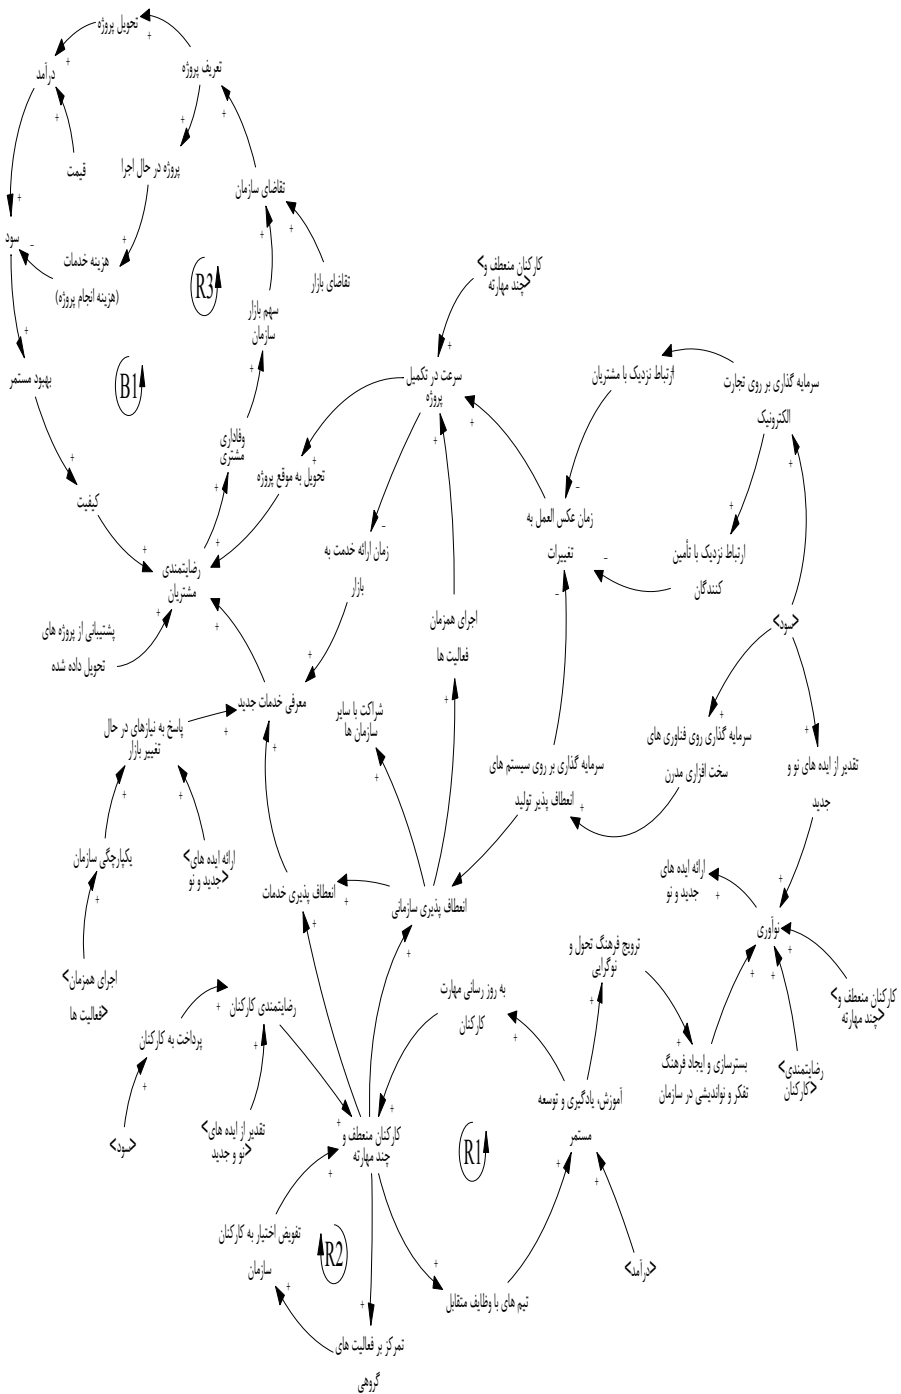 تحویل پروژه
+
تعریف پروژه
+
درآمد
+
+
+
+
پروژه در حال اجرا
قیمت
تقاضای سازمان
+
+
+
+
سود
-
هزینه خدمات
(هزینه انجام پروژه)
تقاضای بازار
<کارکنان منعطف و
چند مهارته>
R3
سهم بازار
سازمان
+
+
B1
بهبود مستمر
+
سرعت در تکمیل
پروژه
ارتباط نزدیک با مشتریان
+
سرمایه گذاری بر روی تجارت
الکترونیک
+
+
+
وفاداری
مشتری
+
+
+
تحویل به موقع پروژه
+
کیفیت
-
+
-
زمان عکس العمل به
تغییرات
+
+
زمان ارائه خدمت به
بازار
ارتباط نزدیک با تأمین
کنندگان
-
-
رضایتمندی
مشتریان
+
+
اجرای همزمان
فعالیت ها
<سود>
پشتیبانی از پروژه های
تحویل داده شده
+
+
معرفی خدمات جدید
شراکت با سایر
سازمان ها
+
+
+
پاسخ به نیازهای در حال
تغییر بازار
+
+
سرمایه گذاری روی فناوری های
سخت افزاری مدرن
سرمایه گذاری بر روی سیستم های
انعطاف پذیر تولید
+
تقدیر از ایده های نو و
جدید
+
+
یکپارچگی سازمان
<ارائه ایده های
جدید و نو>
انعطاف پذیری خدمات
+
انعطاف پذیری سازمانی
ارائه ایده های
جدید و نو
+
+
+
نوآوری
+
+
+
+
ترویج فرهنگ تحول و
نوگرایی
+
<اجرای همزمان
فعالیت ها>
به روز رسانی مهارت
کارکنان
+
<کارکنان منعطف و
چند مهارته>
+
رضایتمندی کارکنان
+
پرداخت به کارکنان
+
+
بسترسازی و ایجاد فرهنگ
تفکر و نواندیشی در سازمان
<رضایتمندی
کارکنان>
آموزش، یادگیری و توسعه
مستمر
+
+
<سود>
<تقدیر از ایده های
نو و جدید>
+
کارکنان منعطف و
چند مهارته
+
R1
+
+
تفویض اختیار به کارکنان
سازمان
R2
+
<درآمد>
+
+
تیم های با وظایف متقابل
تمرکز بر فعالیت های
گروهی